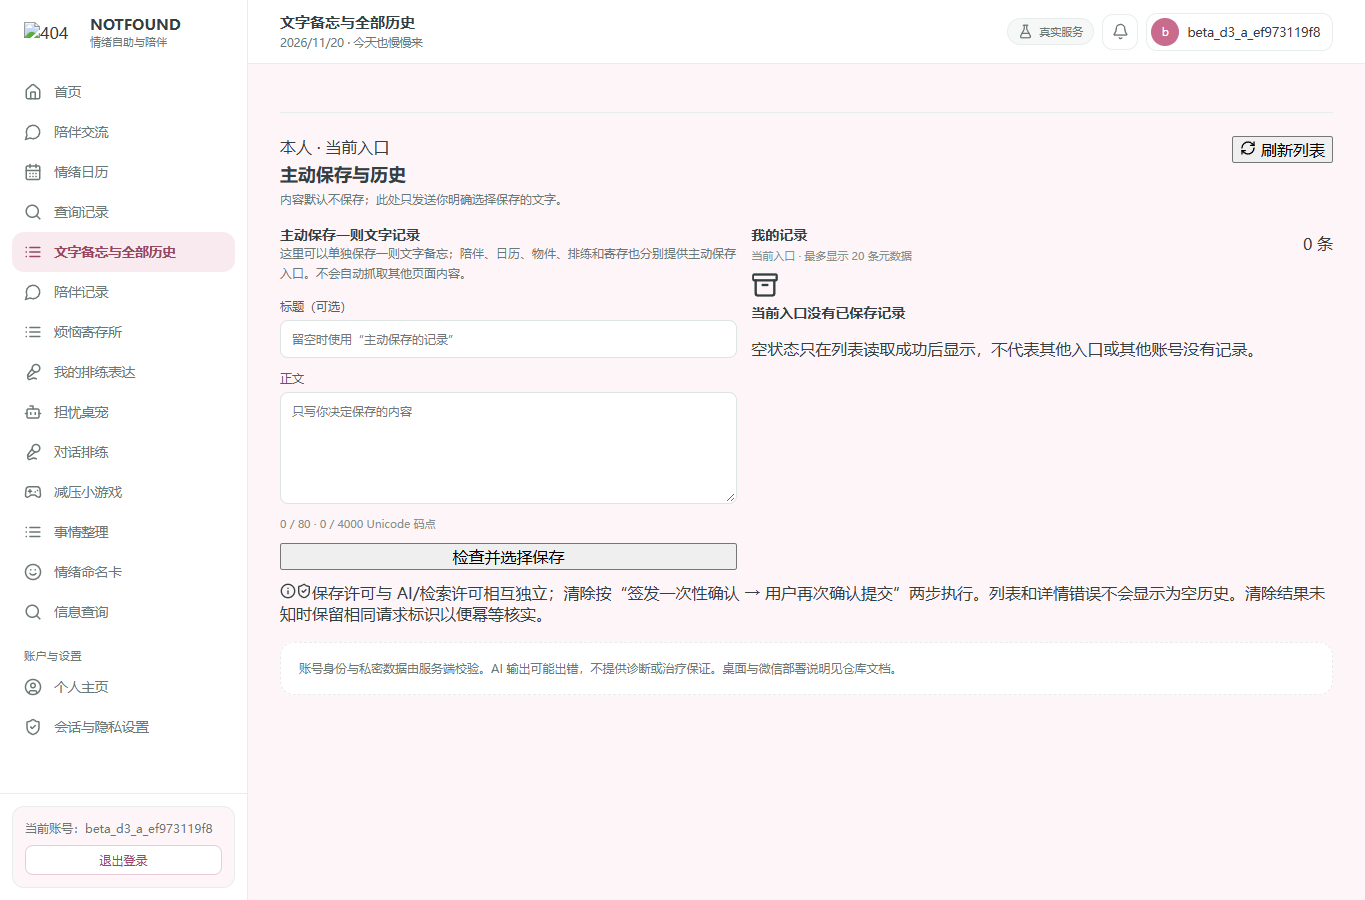 404
NOTFOUND
情绪自助与陪伴
首页
陪伴交流
情绪日历
查询记录
文字备忘与全部历史
陪伴记录
烦恼寄存所
我的排练表达
担忧桌宠
对话排练
减压小游戏
事情整理
情绪命名卡
信息查询
账户与设置
个人主页
会话与隐私设置
当前账号：beta_d3_a_ef973119f8
退出登录
文字备忘与全部历史
2026/11/20 · 今天也慢慢来
真实服务
b
beta_d3_a_ef973119f8
本人 · 当前入口
主动保存与历史
内容默认不保存；此处只发送你明确选择保存的文字。
刷新列表
主动保存一则文字记录
这里可以单独保存一则文字备忘；陪伴、日历、物件、排练和寄存也分别提供主动保存
入口。不会自动抓取其他页面内容。
标题（可选）
留空时使用“主动保存的记录”
正文
只写你决定保存的内容
0 / 80 · 0 / 4000 Unicode 码点
检查并选择保存
我的记录
当前入口 · 最多显示 20 条元数据
0 条
当前入口没有已保存记录
空状态只在列表读取成功后显示，不代表其他入口或其他账号没有记录。
保存许可与 AI/检索许可相互独立；清除按“签发一次性确认 → 用户再次确认提交”两步执行。列表和详情错误不会显示为空历史。清除结果未
知时保留相同请求标识以便幂等核实。
账号身份与私密数据由服务端校验。AI 输出可能出错，不提供诊断或治疗保证。桌面与微信部署说明见仓库文档。